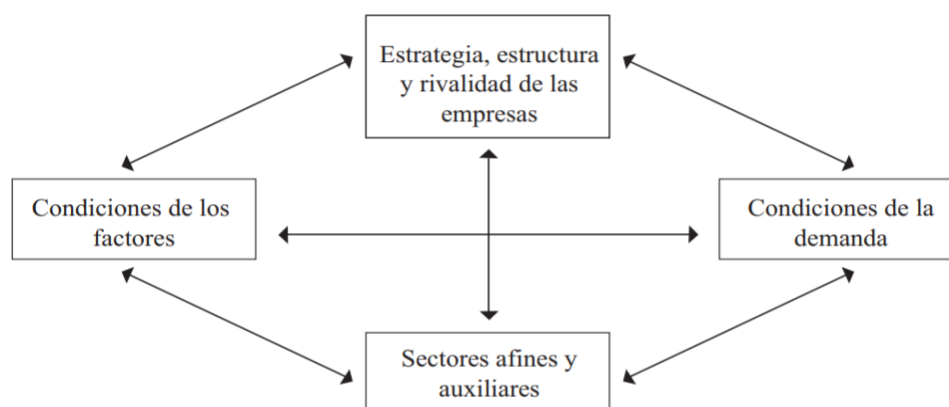 Estrategia, estructura
y rivalidad de las
empresas
Condiciones de los
factores
Condiciones de la
demanda
Sectores afines y
auxiliares